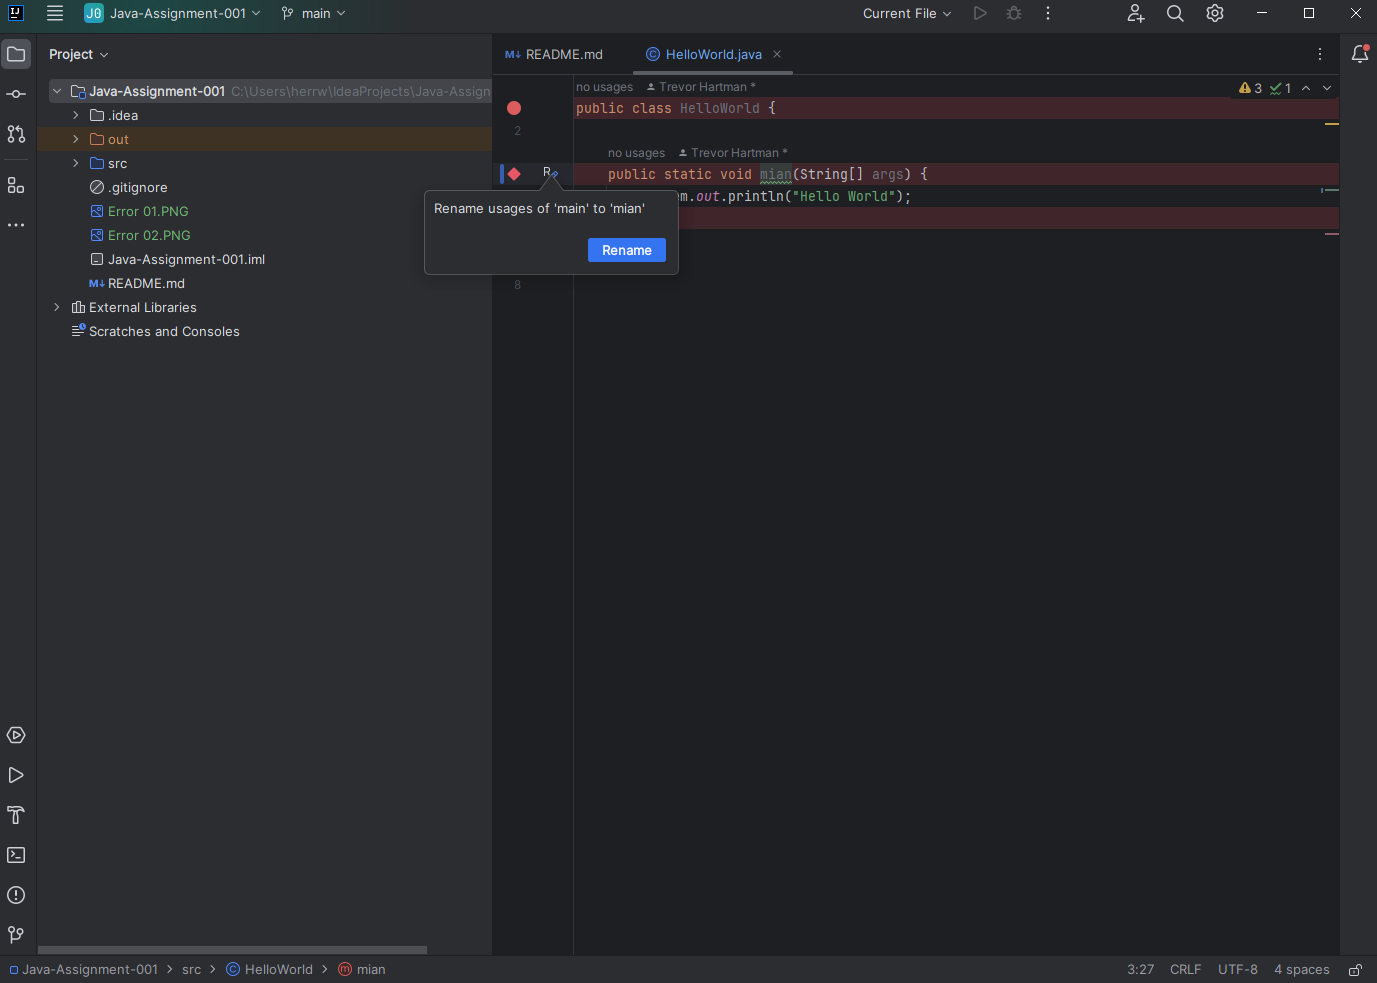 IJ
J0 Java-Assignment-001 main Current File
Project
Java-Assignment-001 C:\Users\herrw\IdeaProjects\Java-Assign
.idea
out
src
.gitignore
Error 01.PNG
Error 02.PNG
Java-Assignment-001.iml
M↓ README.md
External Libraries
Scratches and Consoles
M↓ README.md
HelloWorld.java
no usages Trevor Hartman *
3 1
public class HelloWorld {
2
no usages Trevor Hartman *
public static void mian(String[] args) {
m.out.println("Hello World");
Rename usages of 'main' to 'mian'
Rename
8
Java-Assignment-001 > src > HelloWorld > mian
3:27 CRLF UTF-8 4 spaces